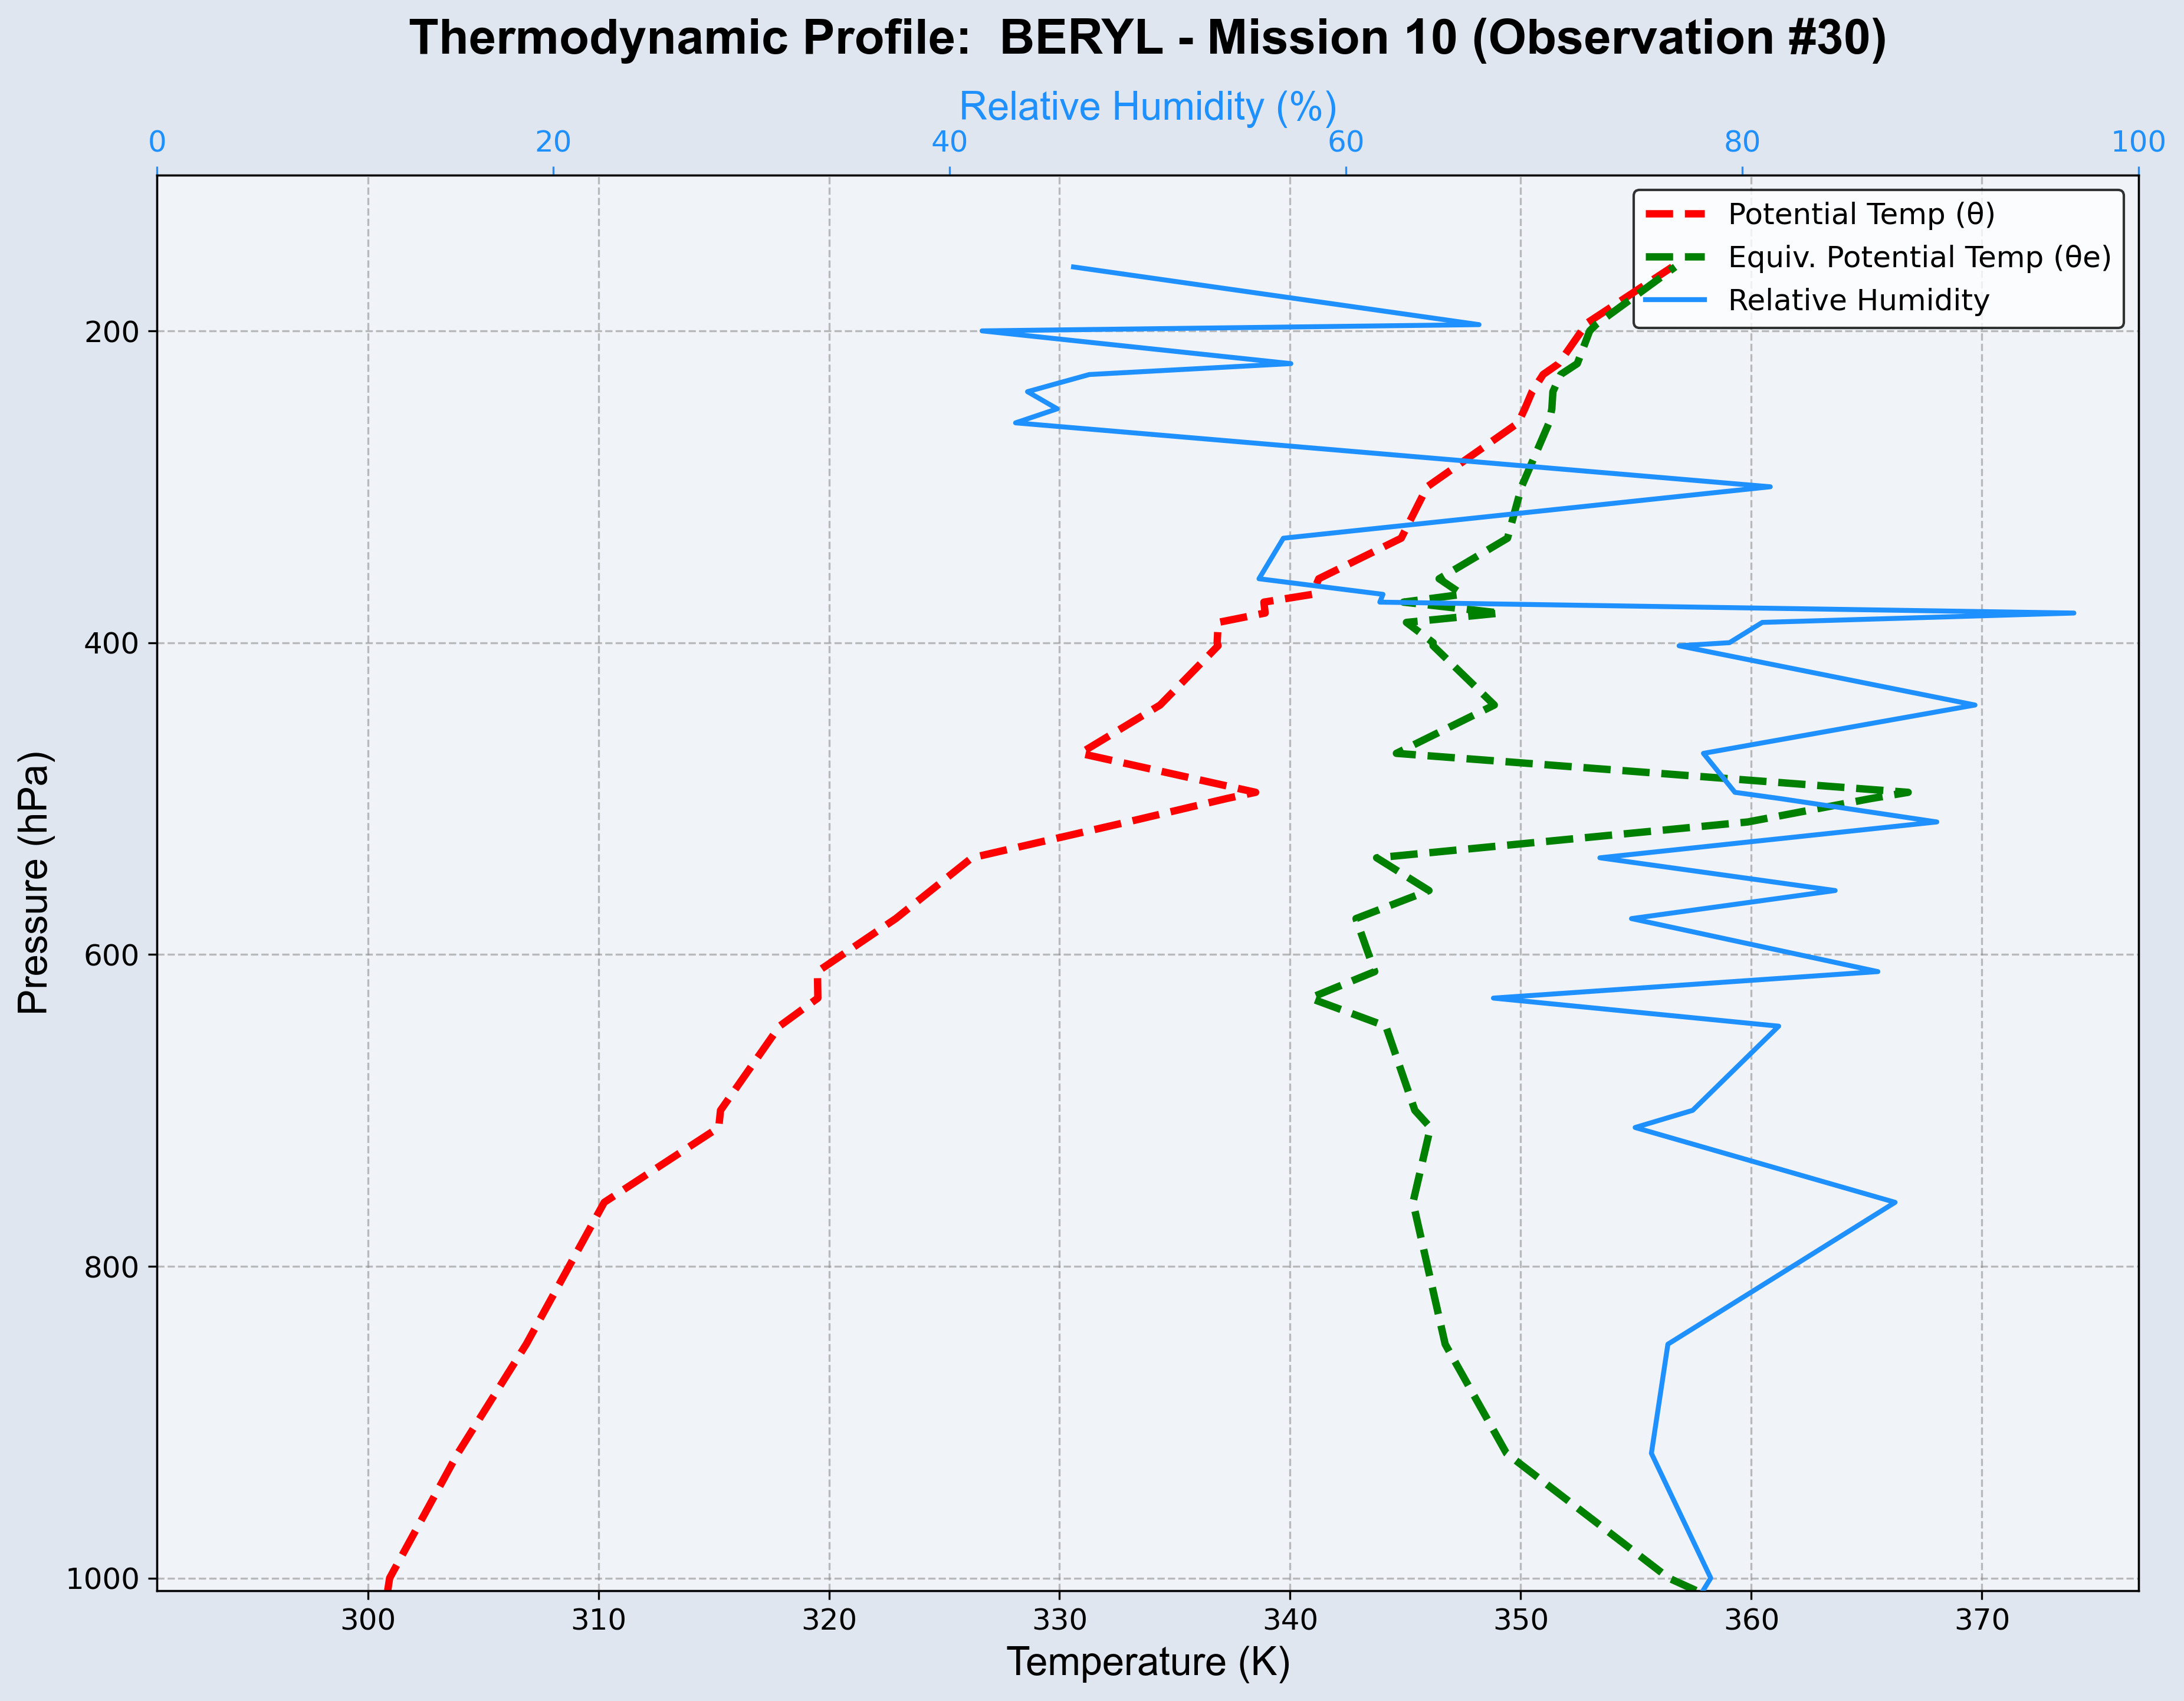 Thermodynamic Profile:  BERYL - Mission 10 (Observation #30)
Relative Humidity (%)
0 20 40 60 80 100
Potential Temp (θ)
Equiv. Potential Temp (θe)
Relative Humidity
200
400
600
800
1000
Pressure (hPa)
300 310 320 330 340 350 360 370
Temperature (K)